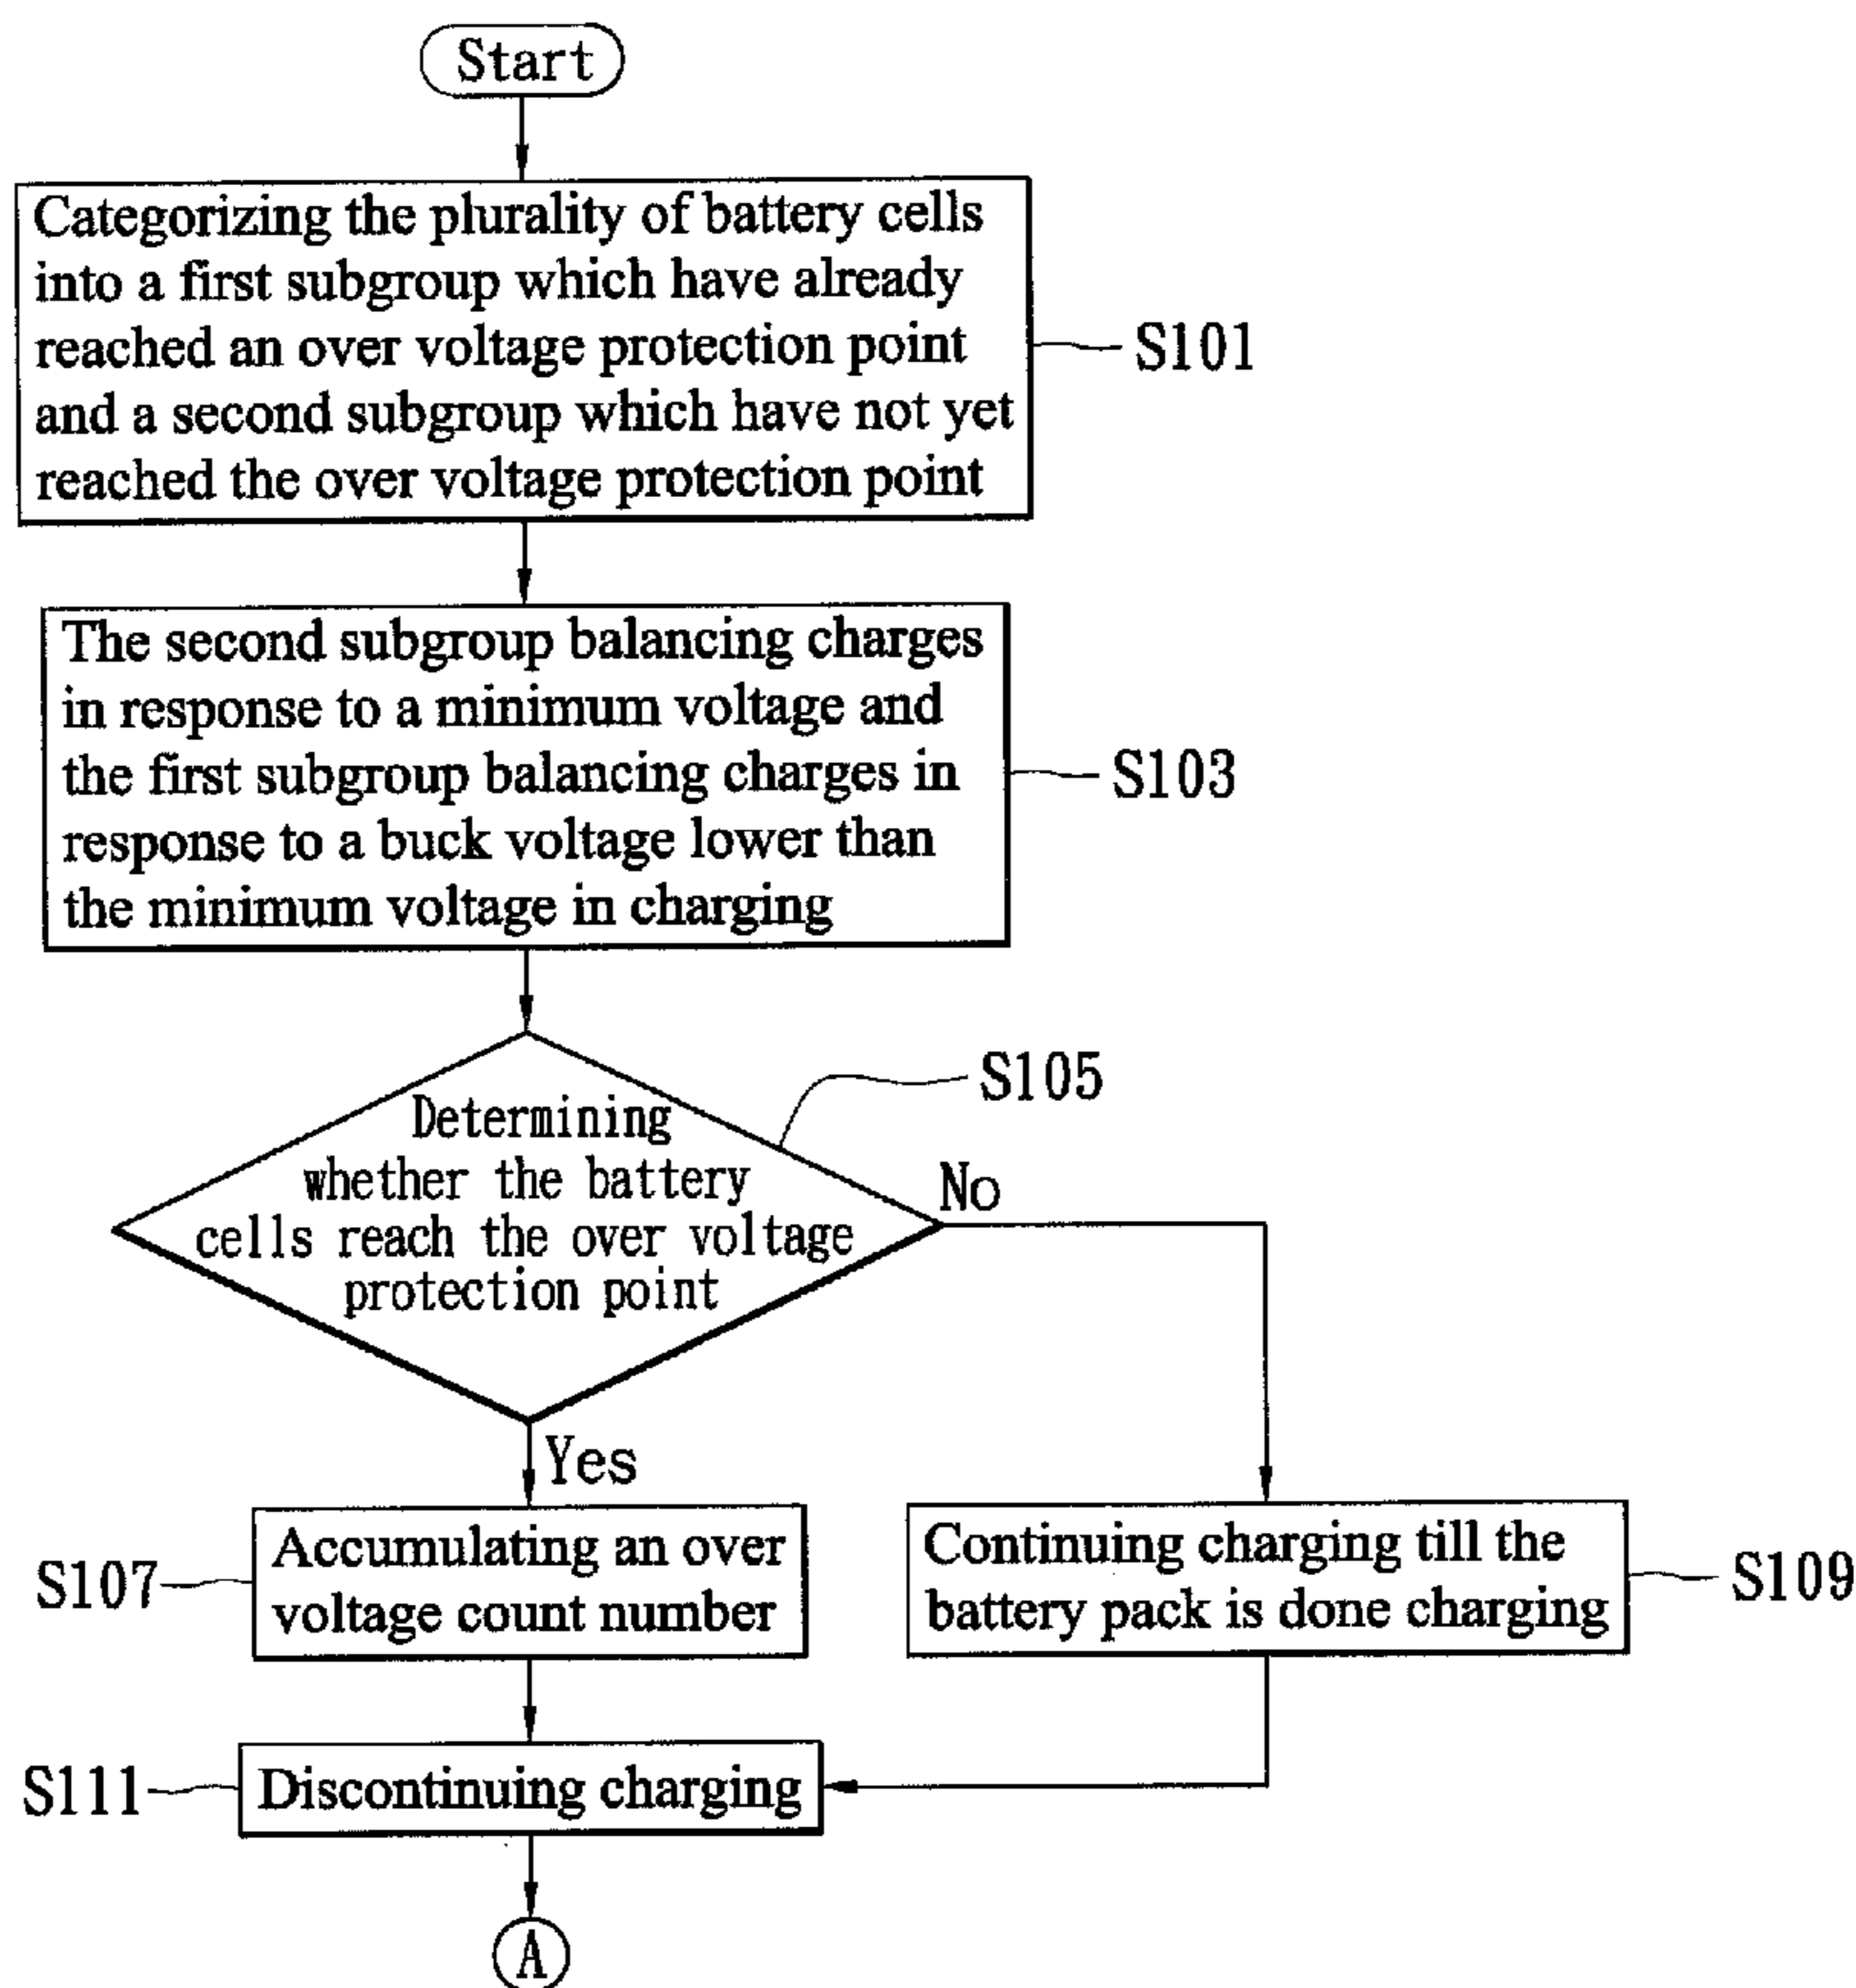 Start
Categorizing the plurality of battery cells
into a first subgroup which have already
reached an over voltage protection point
and a second subgroup which have not yet
reached the over voltage protection point
S101
The second subgroup balancing charges
in response to a minimum voltage and
the first subgroup balancing charges in
response to a buck voltage lower than
the minimum voltage in charging
S103
S105
Determining
whether the battery
cells reach the over voltage
protection point
No
Yes
S107
Accumulating an over
voltage count number
Continuing charging till the
battery pack is done charging
S109
S111
Discontinuing charging
A